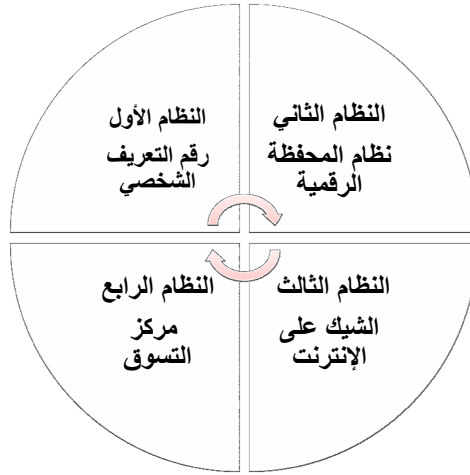 النظام الأول
رقم التعريف
الشخصي
النظام الثاني
نظام المحفظة
الرقمية
النظام الثالث
الشيك على
الإنترنت
النظام الرابع
مركز
التسوق